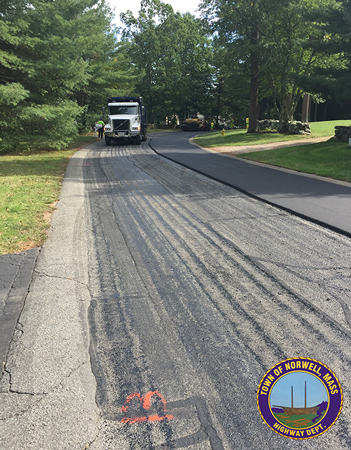 TOWN OF NORWELL, MASS.
HIGHWAY DEPT.